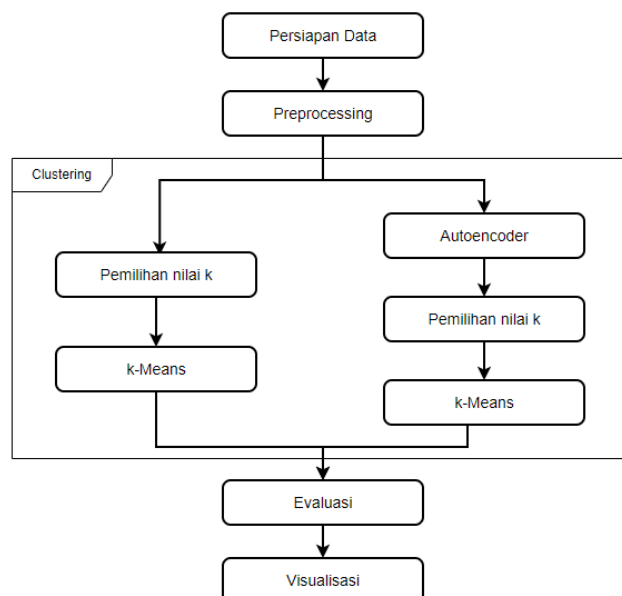 Persiapan Data
Preprocessing
Clustering
Pemilihan nilai k
k-Means
Autoencoder
Pemilihan nilai k
k-Means
Evaluasi
Visualisasi